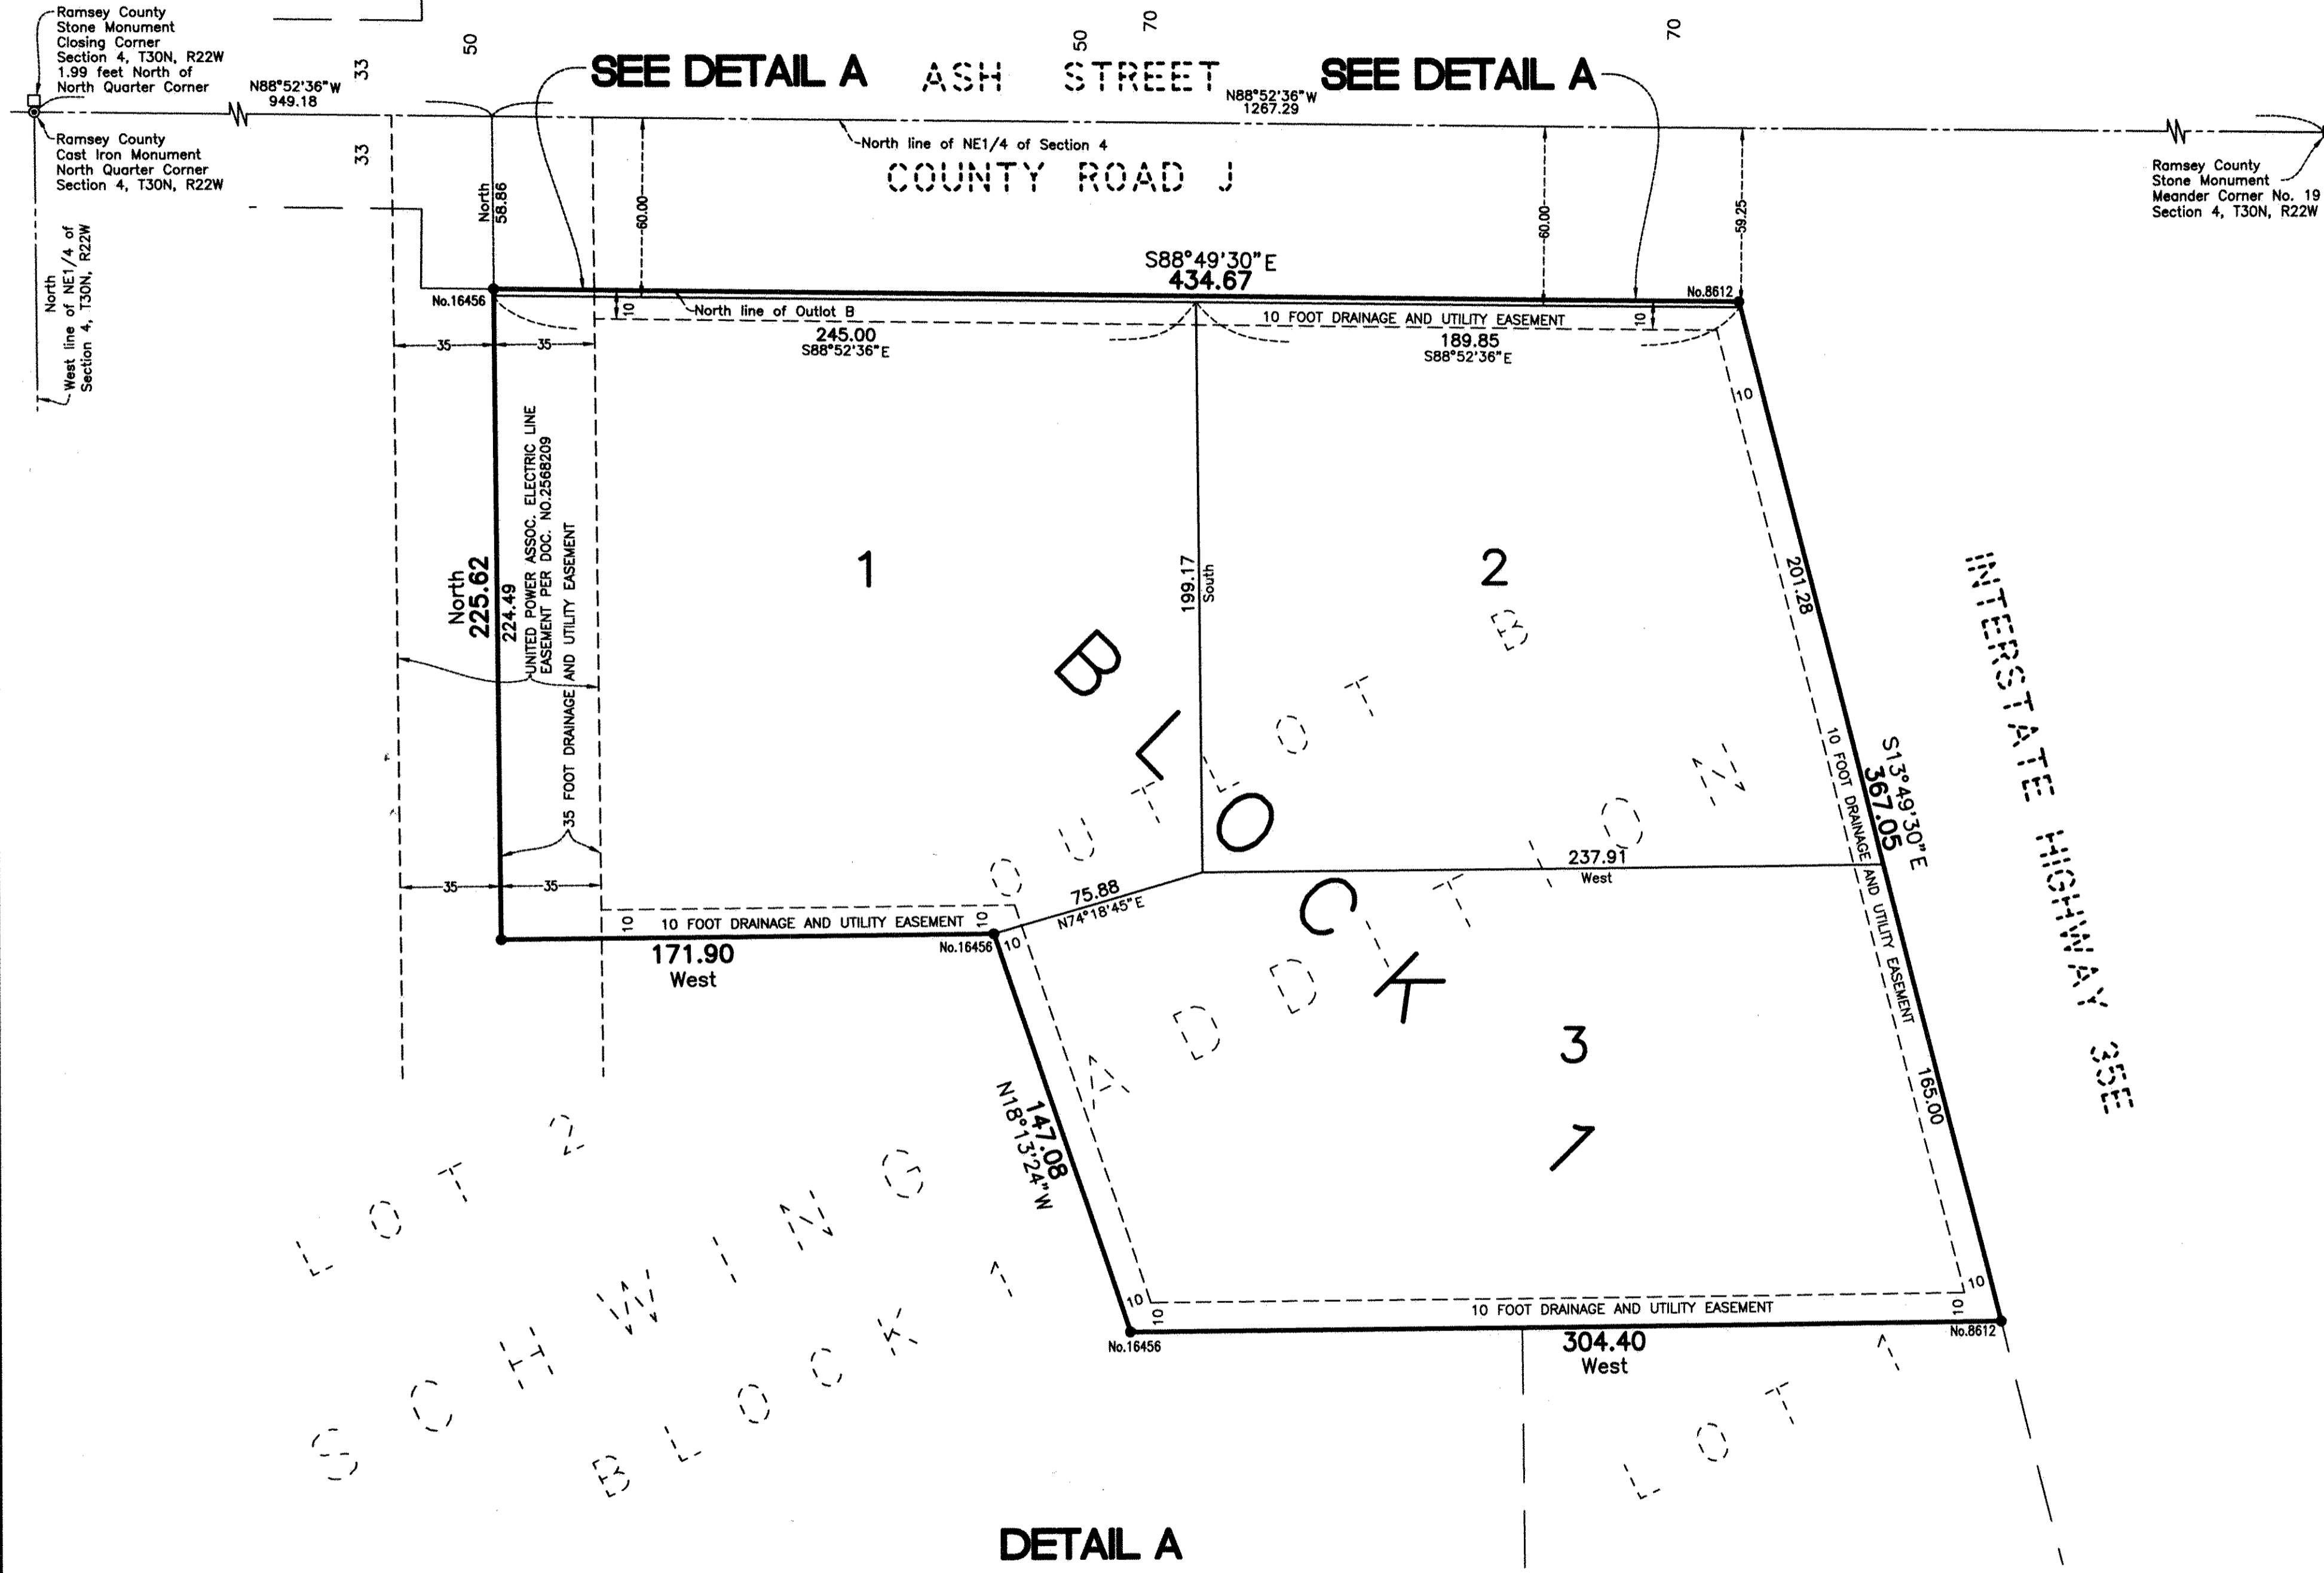 Ramsey County
Stone Monument
Closing Corner
Section 4, T30N, R22W
1.99 feet North of
North Quarter Corner
33
50
50
70
70
SEE DETAIL A
ASH STREET
SEE DETAIL A
N88°52'36"W
949.18
N88°52'36"W
1267.29
Ramsey County
Cast Iron Monument
North Quarter Corner
Section 4, T30N, R22W
33
North line of NE1/4 of Section 4
COUNTY ROAD J
Ramsey County
Stone Monument
Meander Corner No. 19
Section 4, T30N, R22W
North
58.86
60.00
60.00
59.25
North
West line of NE1/4 of
Section 4, T30N, R22W
S88°49'30"E
434.67
No.16456
No.8612
10
North line of Outlot B
10 FOOT DRAINAGE AND UTILITY EASEMENT
10
35
35
245.00
S88°52'36"E
189.85
S88°52'36"E
10
UNITED POWER ASSOC. ELECTRIC LINE
EASEMENT PER DOC. NO.2568209
35 FOOT DRAINAGE AND UTILITY EASEMENT
North
225.62
224.49
1
199.17
South
2
201.28
INTERSTATE HIGHWAY 35E
BLOCK 1
OUTLOT B
ADDITION
S13°49'30"E
367.05
10 FOOT DRAINAGE AND UTILITY EASEMENT
237.91
West
75.88
N74°18'45"E
35
35
10
10 FOOT DRAINAGE AND UTILITY EASEMENT
10
171.90
West
No.16456
10
3
147.08
N18°13'24"W
165.00
LOT 2
SCHWING
BLOCK 1
10
10
10 FOOT DRAINAGE AND UTILITY EASEMENT
10
10
No.16456
304.40
West
No.8612
LOT 1
DETAIL A